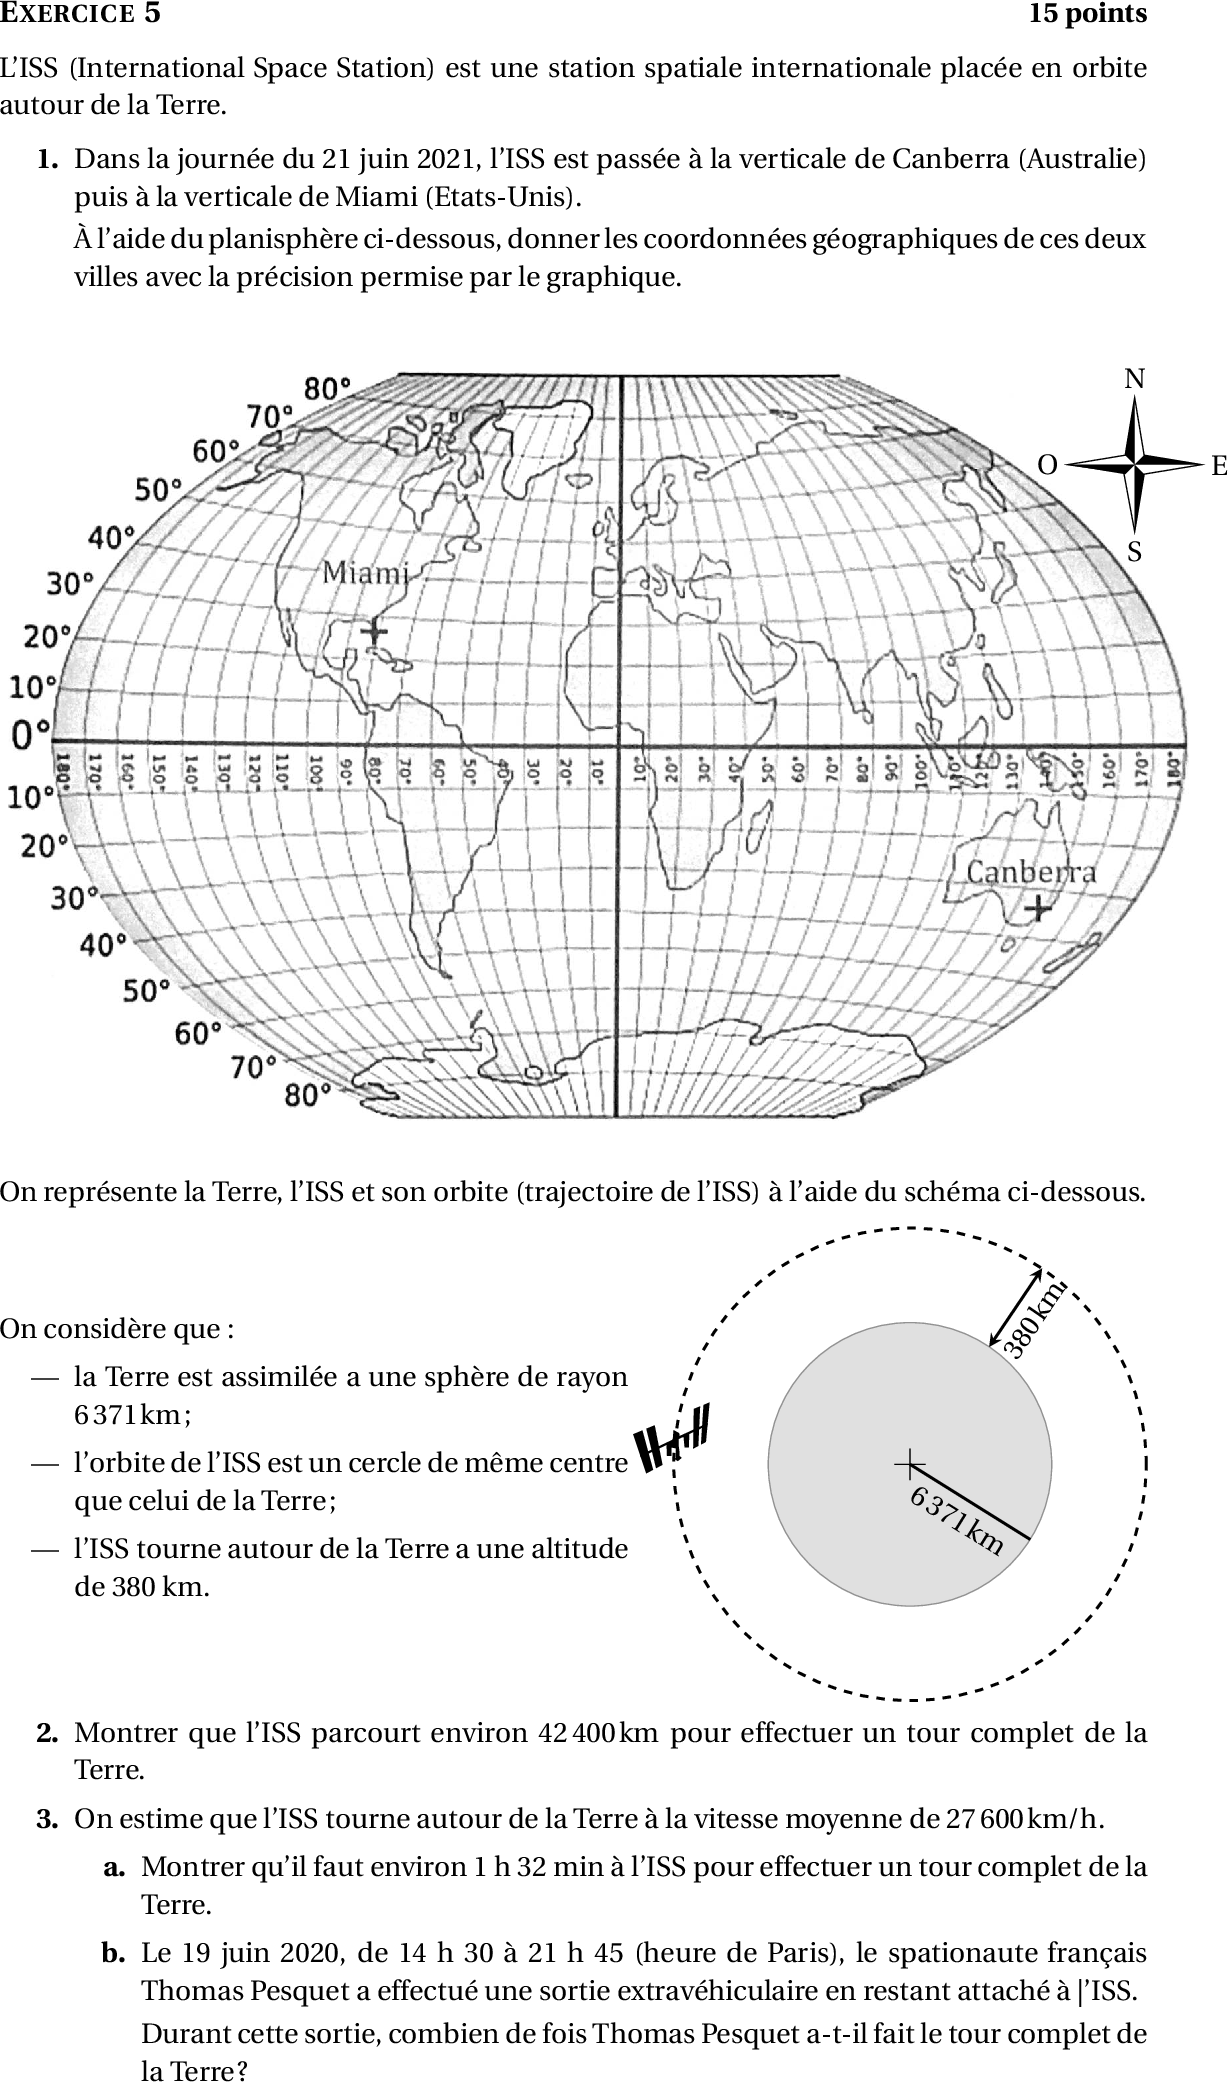 EXERCICE 5 15 points
L’ISS (International Space Station) est une station spatiale internationale placée en orbite
autour de la Terre.
1. Dans la journée du 21 juin 2021, l’ISS est passée à la verticale de Canberra (Australie)
puis à la verticale de Miami (Etats-Unis).
À l’aide du planisphère ci-dessous, donner les coordonnées géographiques de ces deux
villes avec la précision permise par le graphique.
N
O E
S
80°
70°
60°
50°
40°
30°
20°
10°
0°
10°
20°
30°
40°
50°
60°
70°
80°
Miami
180° 170° 160° 150° 140° 130° 120° 110° 100° 90° 80° 70° 60° 50° 40° 30° 20° 10° 10° 20° 30° 40° 50° 60° 70° 80° 90° 100° 110° 120° 130° 140° 150° 160° 170° 180°
Canberra
On représente la Terre, l’ISS et son orbite (trajectoire de l’ISS) à l’aide du schéma ci-dessous.
On considère que :
— la Terre est assimilée a une sphère de rayon
6 371 km ;
— l’orbite de l’ISS est un cercle de même centre
que celui de la Terre ;
— l’ISS tourne autour de la Terre a une altitude
de 380 km.
380 km
6 371 km
2. Montrer que l’ISS parcourt environ 42 400 km pour effectuer un tour complet de la
Terre.
3. On estime que l’ISS tourne autour de la Terre à la vitesse moyenne de 27 600 km/h.
a. Montrer qu’il faut environ 1 h 32 min à l’ISS pour effectuer un tour complet de la
Terre.
b. Le 19 juin 2020, de 14 h 30 à 21 h 45 (heure de Paris), le spationaute français
Thomas Pesquet a effectué une sortie extravéhiculaire en restant attaché à |’ISS.
Durant cette sortie, combien de fois Thomas Pesquet a-t-il fait le tour complet de
la Terre ?